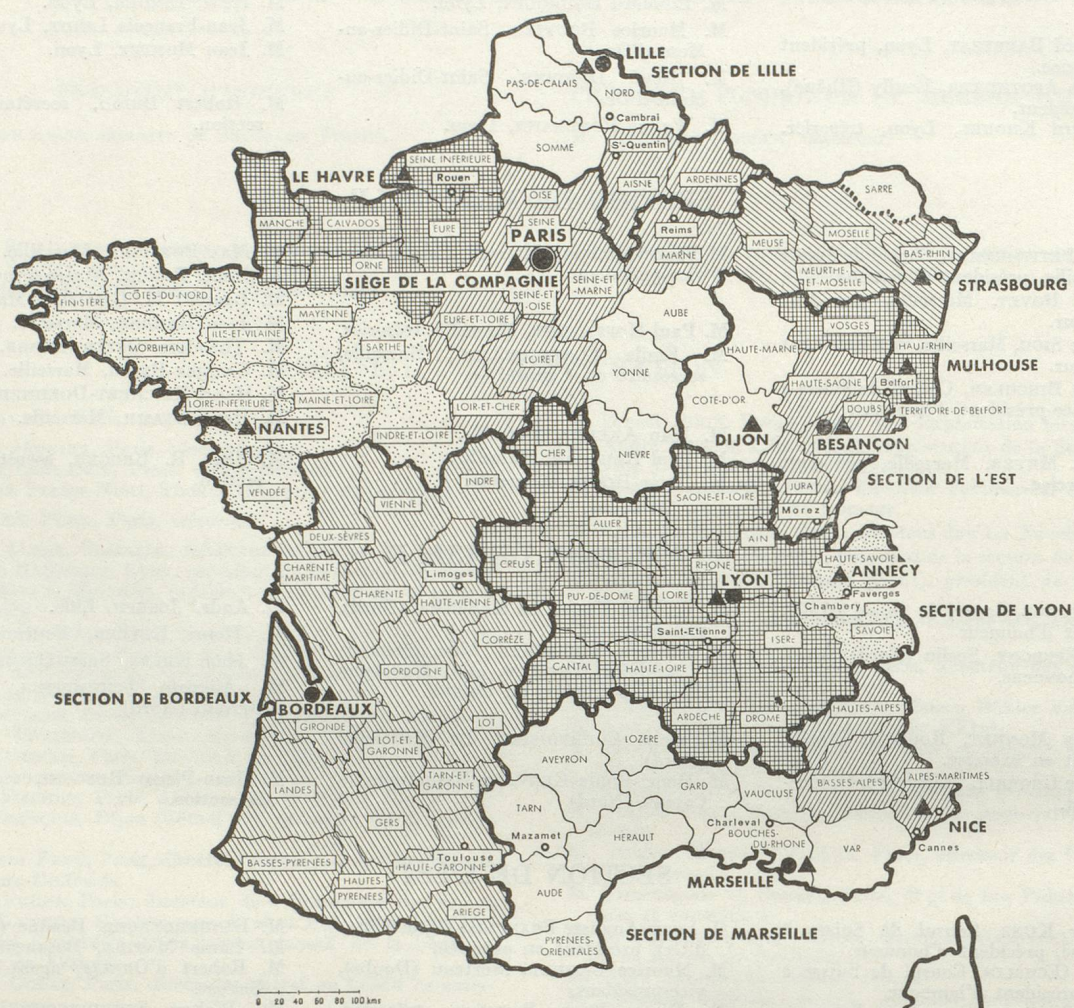 LILLE
SECTION DE LILLE
PAS-DE-CALAIS
NORD
Cambrai
SOMME
St-Quentin
AISNE
ARDENNES
LE HAVRE
SEINE INFERIEURE
Rouen
OISE
SARRE
MANCHE
CALVADOS
EURE
SEINE
PARIS
Reims
MARNE
MEUSE
MOSELLE
BAS-RHIN
ORNE
SIÈGE DE LA COMPAGNIE
SEINE-ET
-MARNE
MEURTHE-
ET-MOSELLE
STRASBOURG
FINISTÈRE
CÔTES-DU-NORD
MAYENNE
SEINE-ET
-OISE
EURE-ET-LOIRE
AUBE
VOSGES
ILLE-ET-VILAINE
MORBIHAN
SARTHE
LOIRET
YONNE
HAUTE-MARNE
HAUT-RHIN
MULHOUSE
HAUTE-SAÔNE
Belfort
LOIRE-INFERIEURE
MAINE-ET-LOIRE
LOIR-ET-CHER
COTE-D'OR
DOUBS
TERRITOIRE-DE-BELFORT
NANTES
INDRE-ET-LOIRE
CHER
NIÈVRE
DIJON
BESANÇON
VENDÉE
VIENNE
INDRE
JURA
SECTION DE L'EST
SAONE-ET-LOIRE
Morez
DEUX-SÈVRES
ALLIER
AIN
CHARENTE
MARITIME
Limoges
CREUSE
RHONE
HAUTE-SAVOIE
ANNECY
CHARENTE
HAUTE-VIENNE
PUY-DE-DOME
LOIRE
LYON
Faverges
Chambery
SECTION DE LYON
CORRÈZE
Saint-Etienne
ISERE
SAVOIE
DORDOGNE
CANTAL
HAUTE-LOIRE
SECTION DE BORDEAUX
BORDEAUX
GIRONDE
LOT
ARDECHE
DROME
HAUTES-ALPES
LOT-ET-
GARONNE
LOZERE
AVEYRON
LANDES
TARN-ET-
GARONNE
GARD
VAUCLUSE
BASSES-ALPES
ALPES-MARITIMES
GERS
TARN
Charleval
NICE
Mazamet
HERAULT
BOUCHES-
DU-RHONE
VAR
Cannes
BASSES-PYRENÉES
Toulouse
HAUTE-GARONNE
MARSEILLE
HAUTES-
PYRENÉES
AUDE
ARIEGE
SECTION DE MARSEILLE
PYRENEES-
ORIENTALES
0 20 40 60 80 100 kms